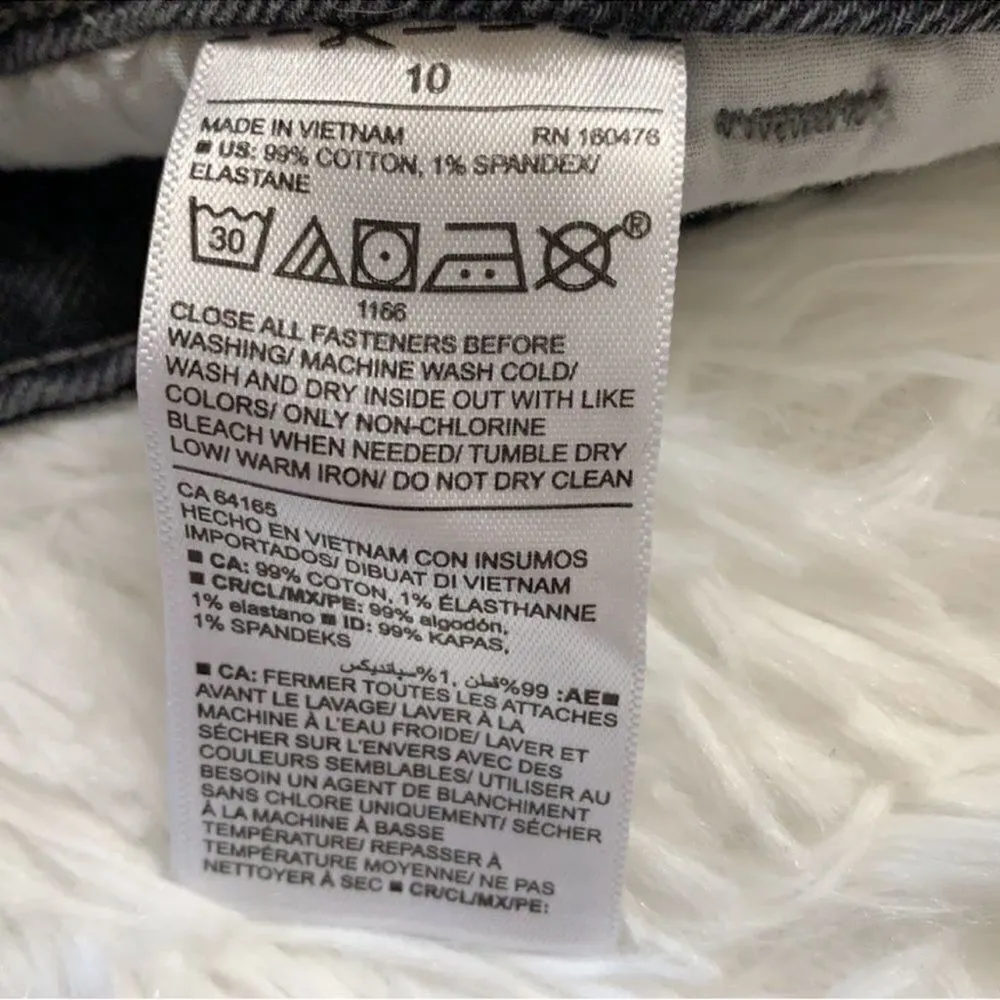 10
MADE IN VIETNAM RN 160476
■ US: 99% COTTON, 1% SPANDEX/
ELASTANE
30 ®
1166
CLOSE ALL FASTENERS BEFORE
WASHING/ MACHINE WASH COLD/
WASH AND DRY INSIDE OUT WITH LIKE
COLORS/ ONLY NON-CHLORINE
BLEACH WHEN NEEDED/ TUMBLE DRY
LOW/ WARM IRON/ DO NOT DRY CLEAN
CA 64165
HECHO EN VIETNAM CON INSUMOS
IMPORTADOS/ DIBUAT DI VIETNAM
■ CA: 99% COTON, 1% ÉLASTHANNE
■ CR/CL/MX/PE: 99% algodón,
1% elastano ■ ID: 99% KAPAS,
1% SPANDEKS
■AE: 99%قطن, 1%سباندیكس
■ CA: FERMER TOUTES LES ATTACHES
AVANT LE LAVAGE/ LAVER À LA
MACHINE À L'EAU FROIDE/ LAVER ET
SÉCHER SUR L'ENVERS AVEC DES
COULEURS SEMBLABLES/ UTILISER AU
BESOIN UN AGENT DE BLANCHIMENT
SANS CHLORE UNIQUEMENT/ SÉCHER
À LA MACHINE À BASSE
TEMPÉRATURE/ REPASSER À
TEMPÉRATURE MOYENNE/ NE PAS
NETTOYER À SEC ■ CR/CL/MX/PE: